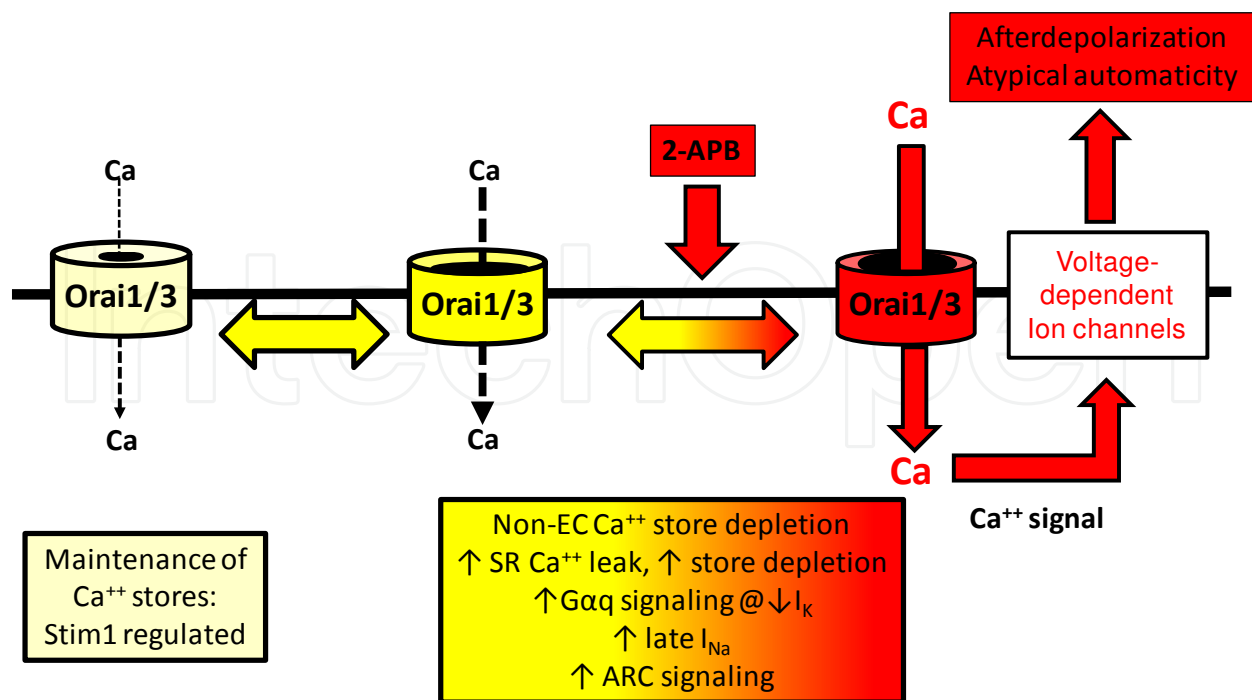 Afterdepolarization
Atypical automaticity
Ca
2-APB
Ca
Ca
Orai1/3
Orai1/3
Orai1/3
Voltage-
dependent
Ion channels
Ca
Ca
Ca
Ca⁺⁺ signal
Maintenance of
Ca⁺⁺ stores:
Stim1 regulated
Non-EC Ca⁺⁺ store depletion
↑ SR Ca⁺⁺ leak, ↑ store depletion
↑Gαq signaling @ ↓I_K
↑ late I_Na
↑ ARC signaling
IntechOpen